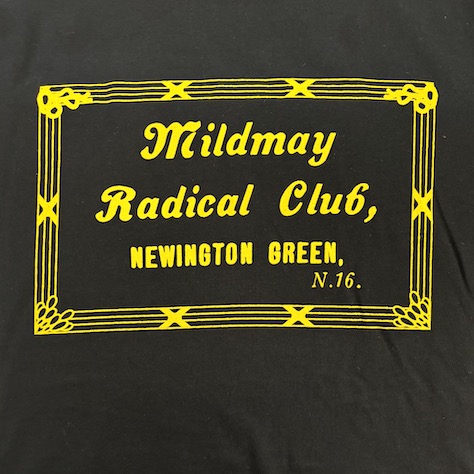 Mildmay
Radical Club,
NEWINGTON GREEN,
N.16.